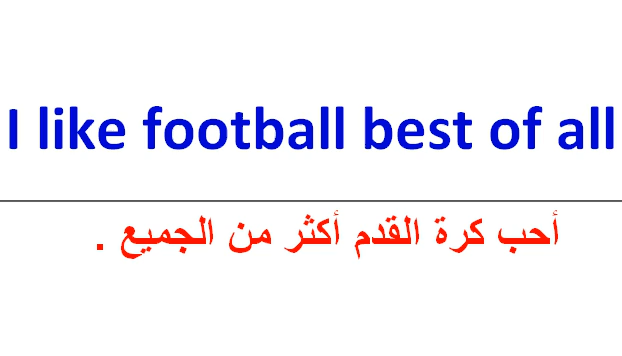 I like football best of all
أحب كرة القدم أكثر من الجميع .